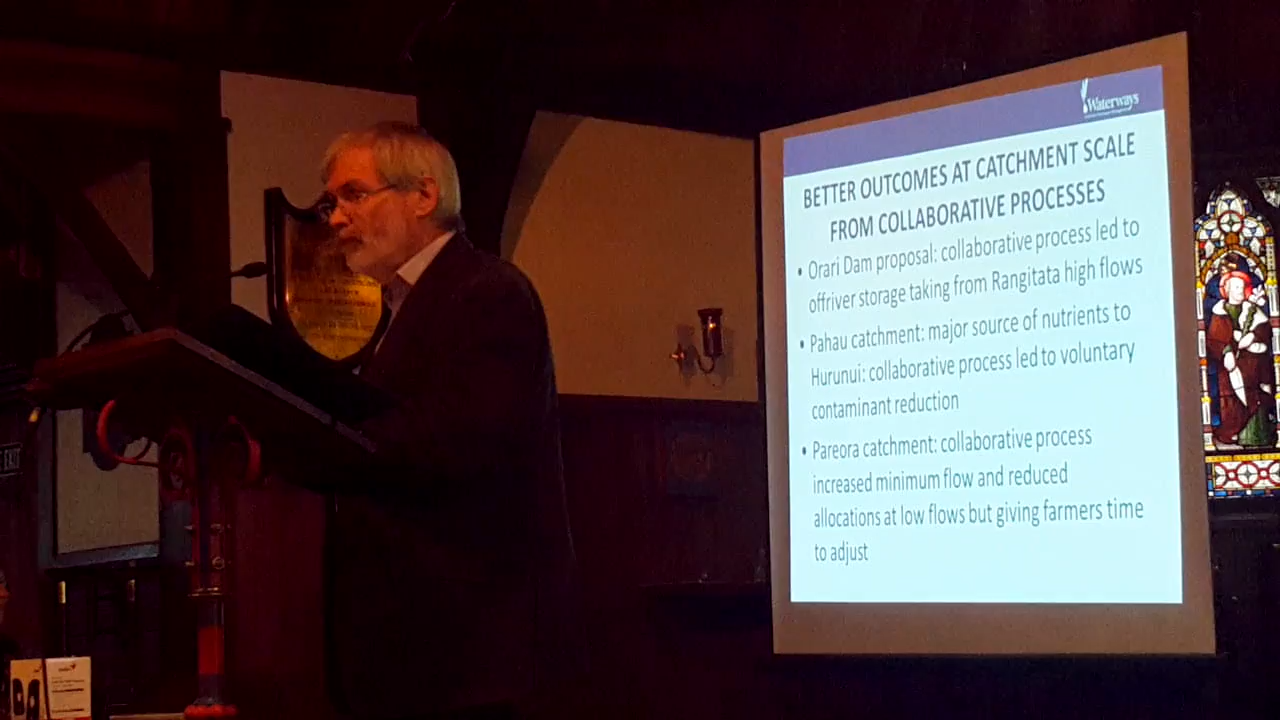 Waterways
BETTER OUTCOMES AT CATCHMENT SCALE
FROM COLLABORATIVE PROCESSES
• Orari Dam proposal: collaborative process led to
offriver storage taking from Rangitata high flows
• Pahau catchment: major source of nutrients to
Hurunui: collaborative process led to voluntary
contaminant reduction
• Pareora catchment: collaborative process
increased minimum flow and reduced
allocations at low flows but giving farmers time
to adjust
EXIT